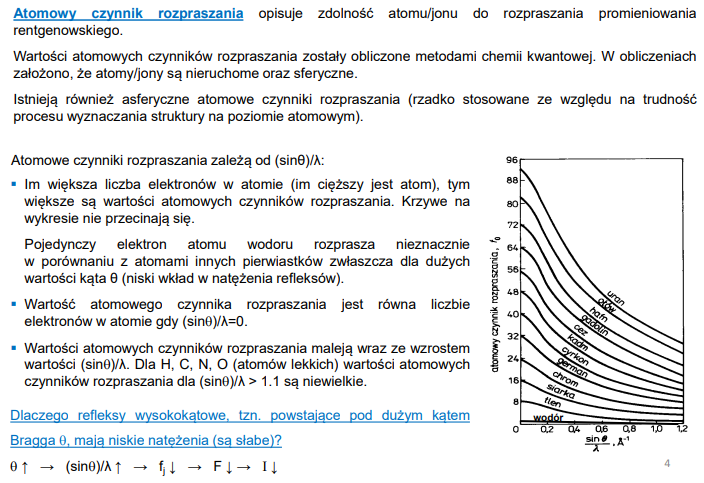 Atomowy czynnik rozpraszania opisuje zdolność atomu/jonu do rozpraszania promieniowania
rentgenowskiego.
Wartości atomowych czynników rozpraszania zostały obliczone metodami chemii kwantowej. W obliczeniach
założono, że atomy/jony są nieruchome oraz sferyczne.
Istnieją również asferyczne atomowe czynniki rozpraszania (rzadko stosowane ze względu na trudność
procesu wyznaczania struktury na poziomie atomowym).
Atomowe czynniki rozpraszania zależą od (sinθ)/λ:
▪ Im większa liczba elektronów w atomie (im cięższy jest atom), tym
większe są wartości atomowych czynników rozpraszania. Krzywe na
wykresie nie przecinają się.
Pojedynczy elektron atomu wodoru rozprasza nieznacznie
w porównaniu z atomami innych pierwiastków zwłaszcza dla dużych
wartości kąta θ (niski wkład w natężenia refleksów).
▪ Wartość atomowego czynnika rozpraszania jest równa liczbie
elektronów w atomie gdy (sinθ)/λ=0.
▪ Wartości atomowych czynników rozpraszania maleją wraz ze wzrostem
wartości (sinθ)/λ. Dla H, C, N, O (atomów lekkich) wartości atomowych
czynników rozpraszania dla (sinθ)/λ > 1.1 są niewielkie.
Dlaczego refleksy wysokokątowe, tzn. powstające pod dużym kątem
Bragga θ, mają niskie natężenia (są słabe)?
θ ↑ → (sinθ)/λ ↑ → fj ↓ → F ↓ → I ↓
atomowy czynnik rozpraszania, f0
96
88
80
72
64
56
48
40
32
24
16
8
uran
ołów
hafn
gadolin
cez
kadm
cyrkon
german
chrom
siarka
tlen
wodór
0 0,2 0,4 0,6 0,8 1,0 1,2
sin θ / λ , Å⁻¹
4